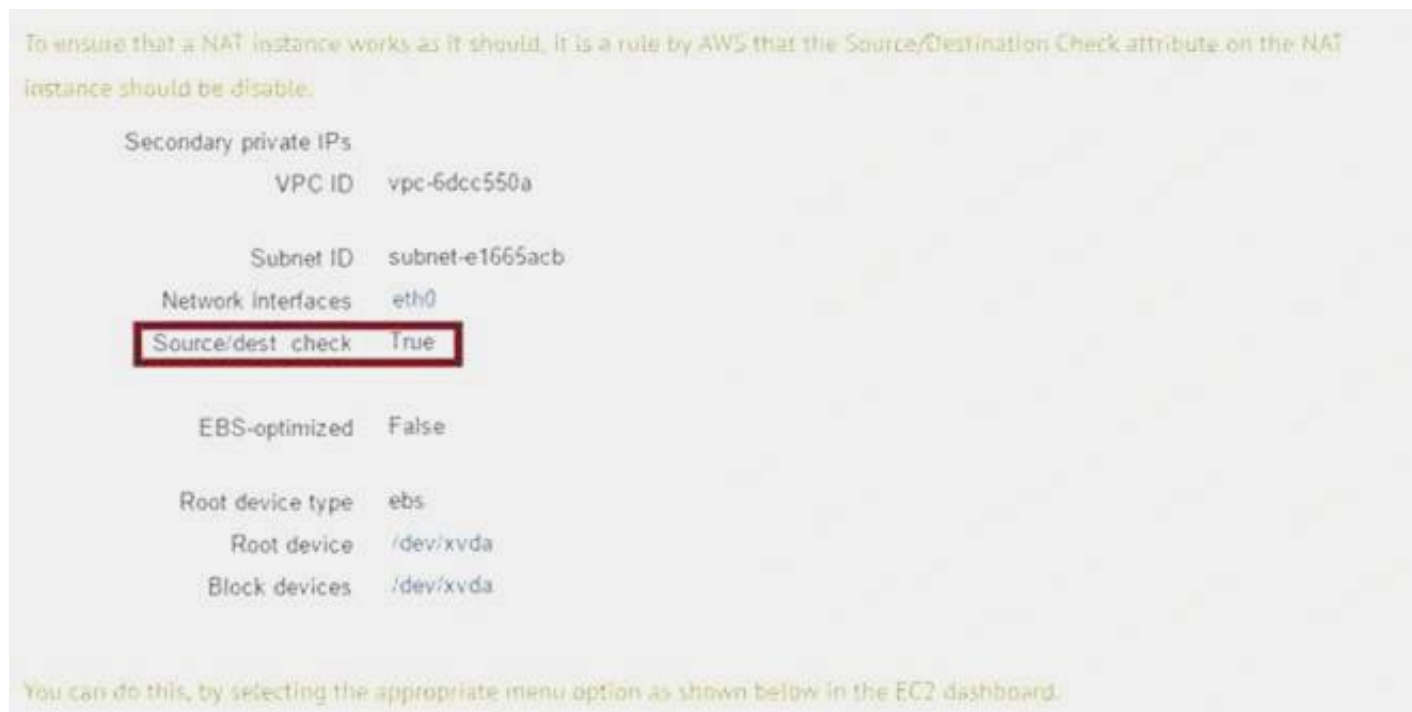 To ensure that a NAT instance works as it should, it is a rule by AWS that the Source/Destination Check attribute on the NAT
instance should be disable.
Secondary private IPs
VPC ID vpc-6dcc550a
Subnet ID subnet-e1665acb
Network interfaces eth0
Source/dest check True
EBS-optimized False
Root device type ebs
Root device /dev/xvda
Block devices /dev/xvda
You can do this, by selecting the appropriate menu option as shown below in the EC2 dashboard.